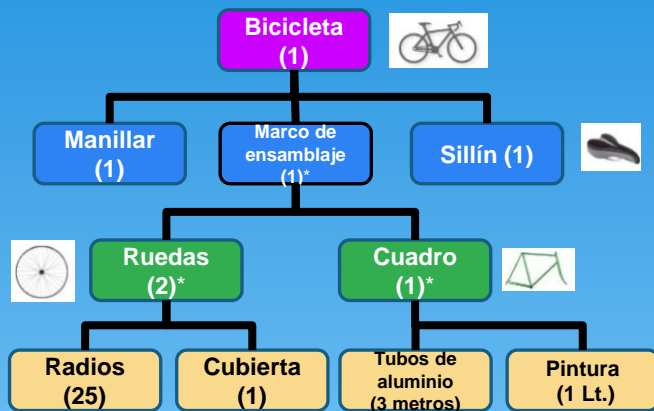 Bicicleta
(1)
Manillar
(1)
Marco de
ensamblaje
(1)*
Sillín (1)
Ruedas
(2)*
Cuadro
(1)*
Radios
(25)
Cubierta
(1)
Tubos de
aluminio
(3 metros)
Pintura
(1 Lt.)